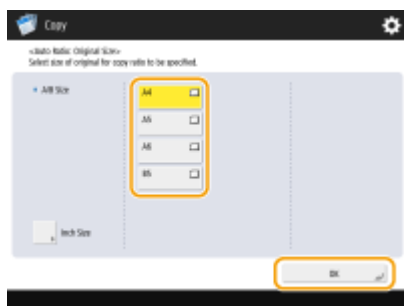 Copy
<Auto Ratio: Original Size>
Select size of original for copy ratio to be specified.
A/B Size
A4
A5
A6
B5
Inch Size
OK